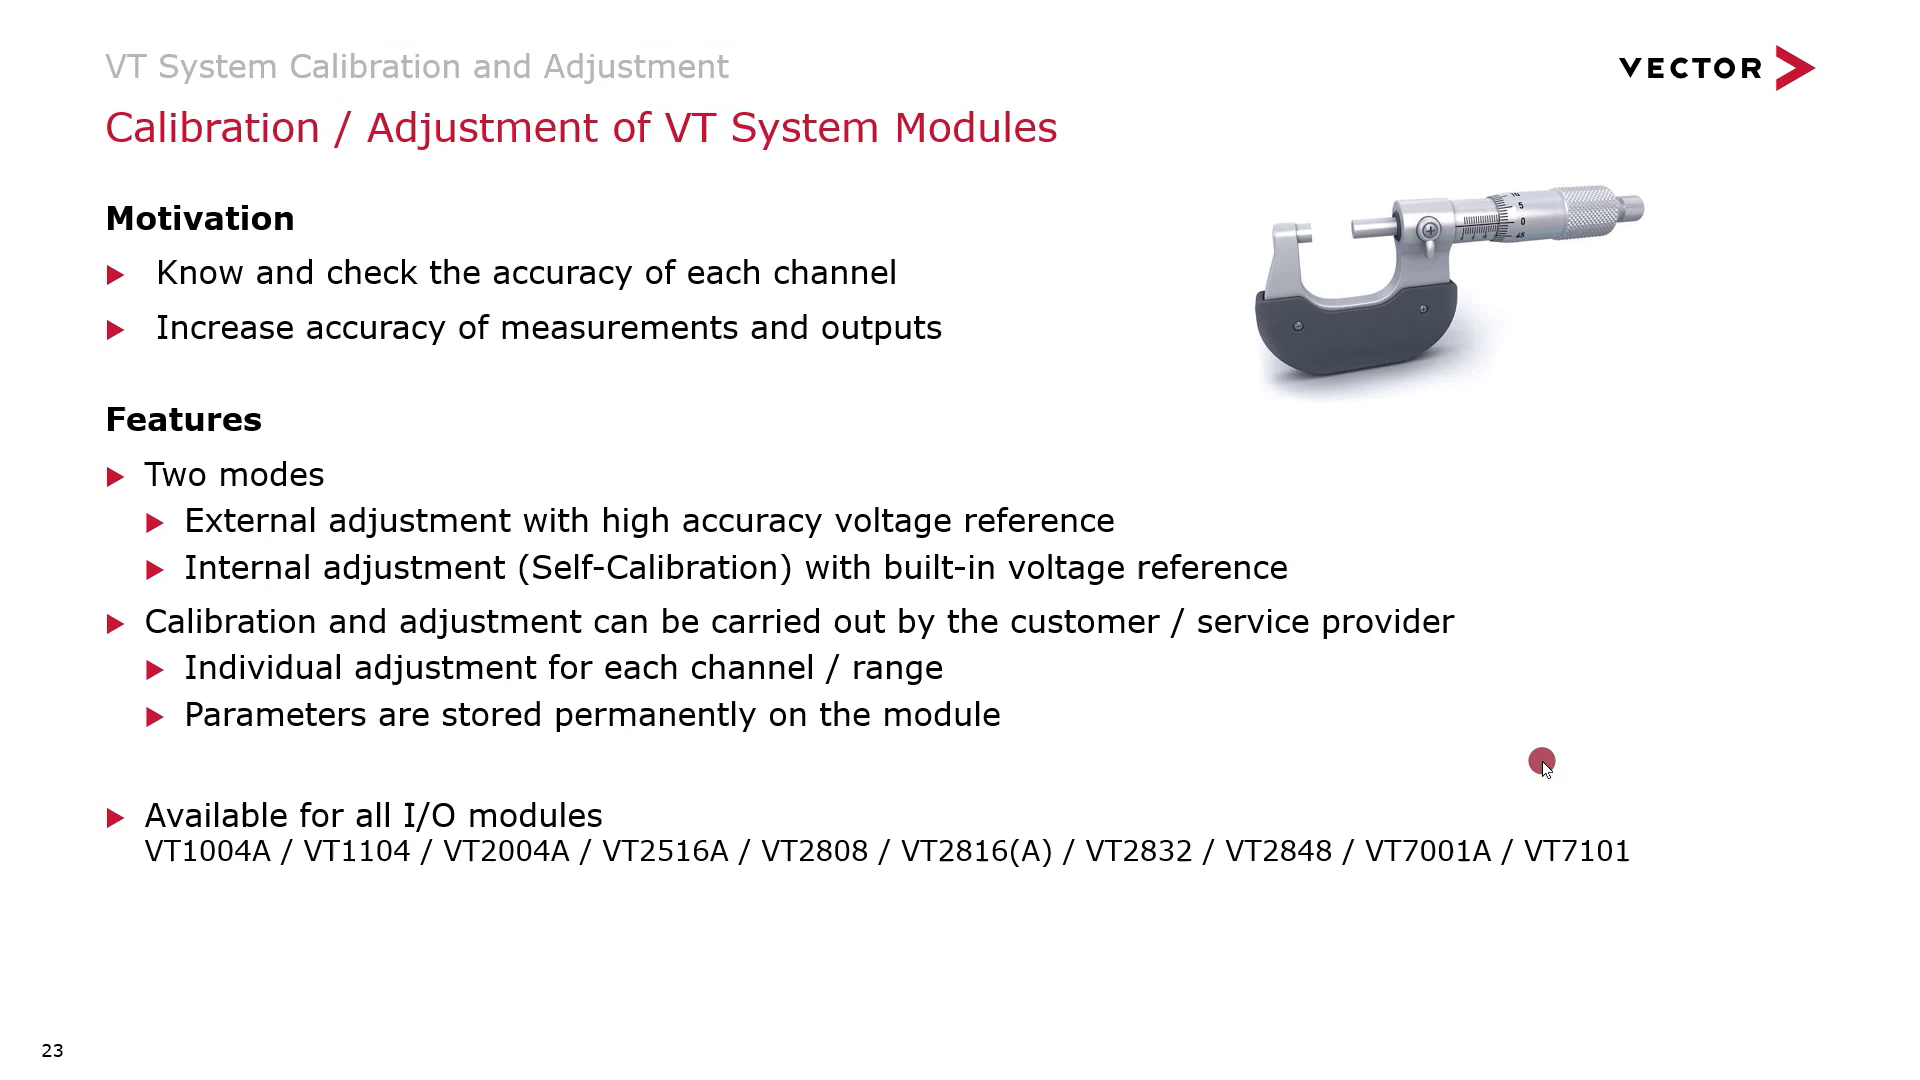 VT System Calibration and Adjustment
VECTOR
Calibration / Adjustment of VT System Modules
Motivation
Know and check the accuracy of each channel
Increase accuracy of measurements and outputs
10
5
0
45
Features
Two modes
External adjustment with high accuracy voltage reference
Internal adjustment (Self-Calibration) with built-in voltage reference
Calibration and adjustment can be carried out by the customer / service provider
Individual adjustment for each channel / range
Parameters are stored permanently on the module
Available for all I/O modules
VT1004A / VT1104 / VT2004A / VT2516A / VT2808 / VT2816(A) / VT2832 / VT2848 / VT7001A / VT7101
23